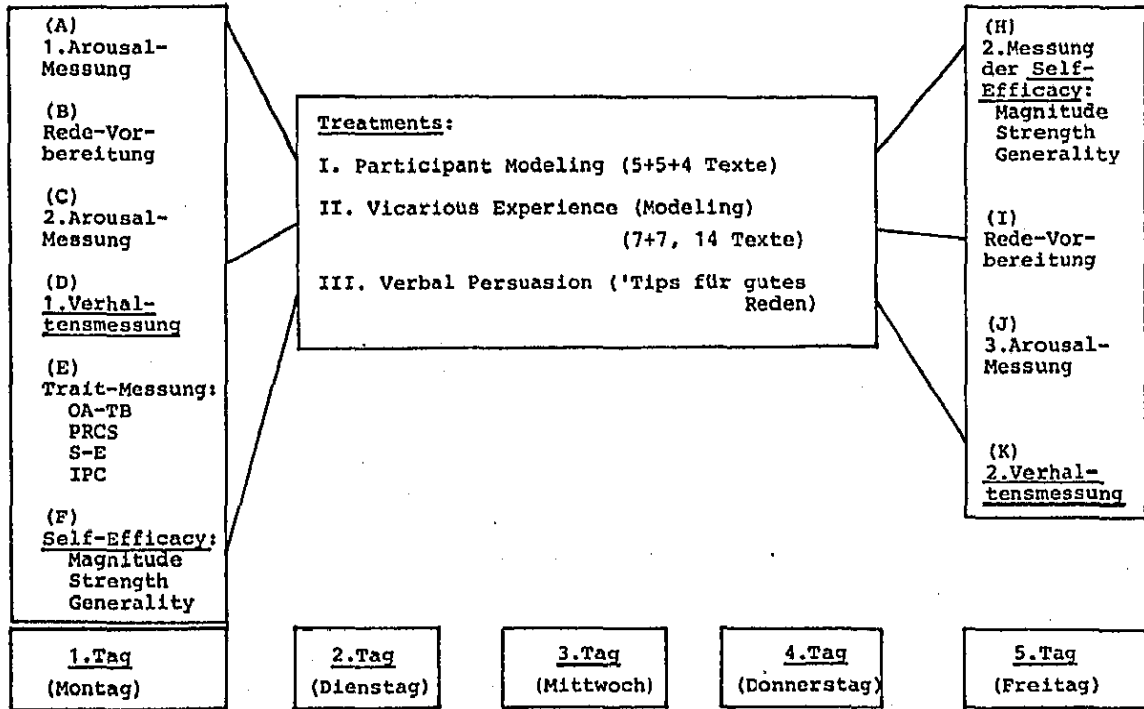 (A)
1.Arousal-
Messung
(B)
Rede-Vor-
bereitung
(C)
2.Arousal-
Messung
(D)
1.Verhal-
tensmessung
(E)
Trait-Messung:
OA-TB
PRCS
S-E
IPC
(F)
Self-Efficacy:
Magnitude
Strength
Generality
Treatments:
I. Participant Modeling (5+5+4 Texte)
II. Vicarious Experience (Modeling)
(7+7, 14 Texte)
III. Verbal Persuasion ('Tips für gutes
Reden)
(H)
2.Messung
der Self-
Efficacy:
Magnitude
Strength
Generality
(I)
Rede-Vor-
bereitung
(J)
3.Arousal-
Messung
(K)
2.Verhal-
tensmessung
1.Tag
(Montag)
2.Tag
(Dienstag)
3.Tag
(Mittwoch)
4.Tag
(Donnerstag)
5.Tag
(Freitag)